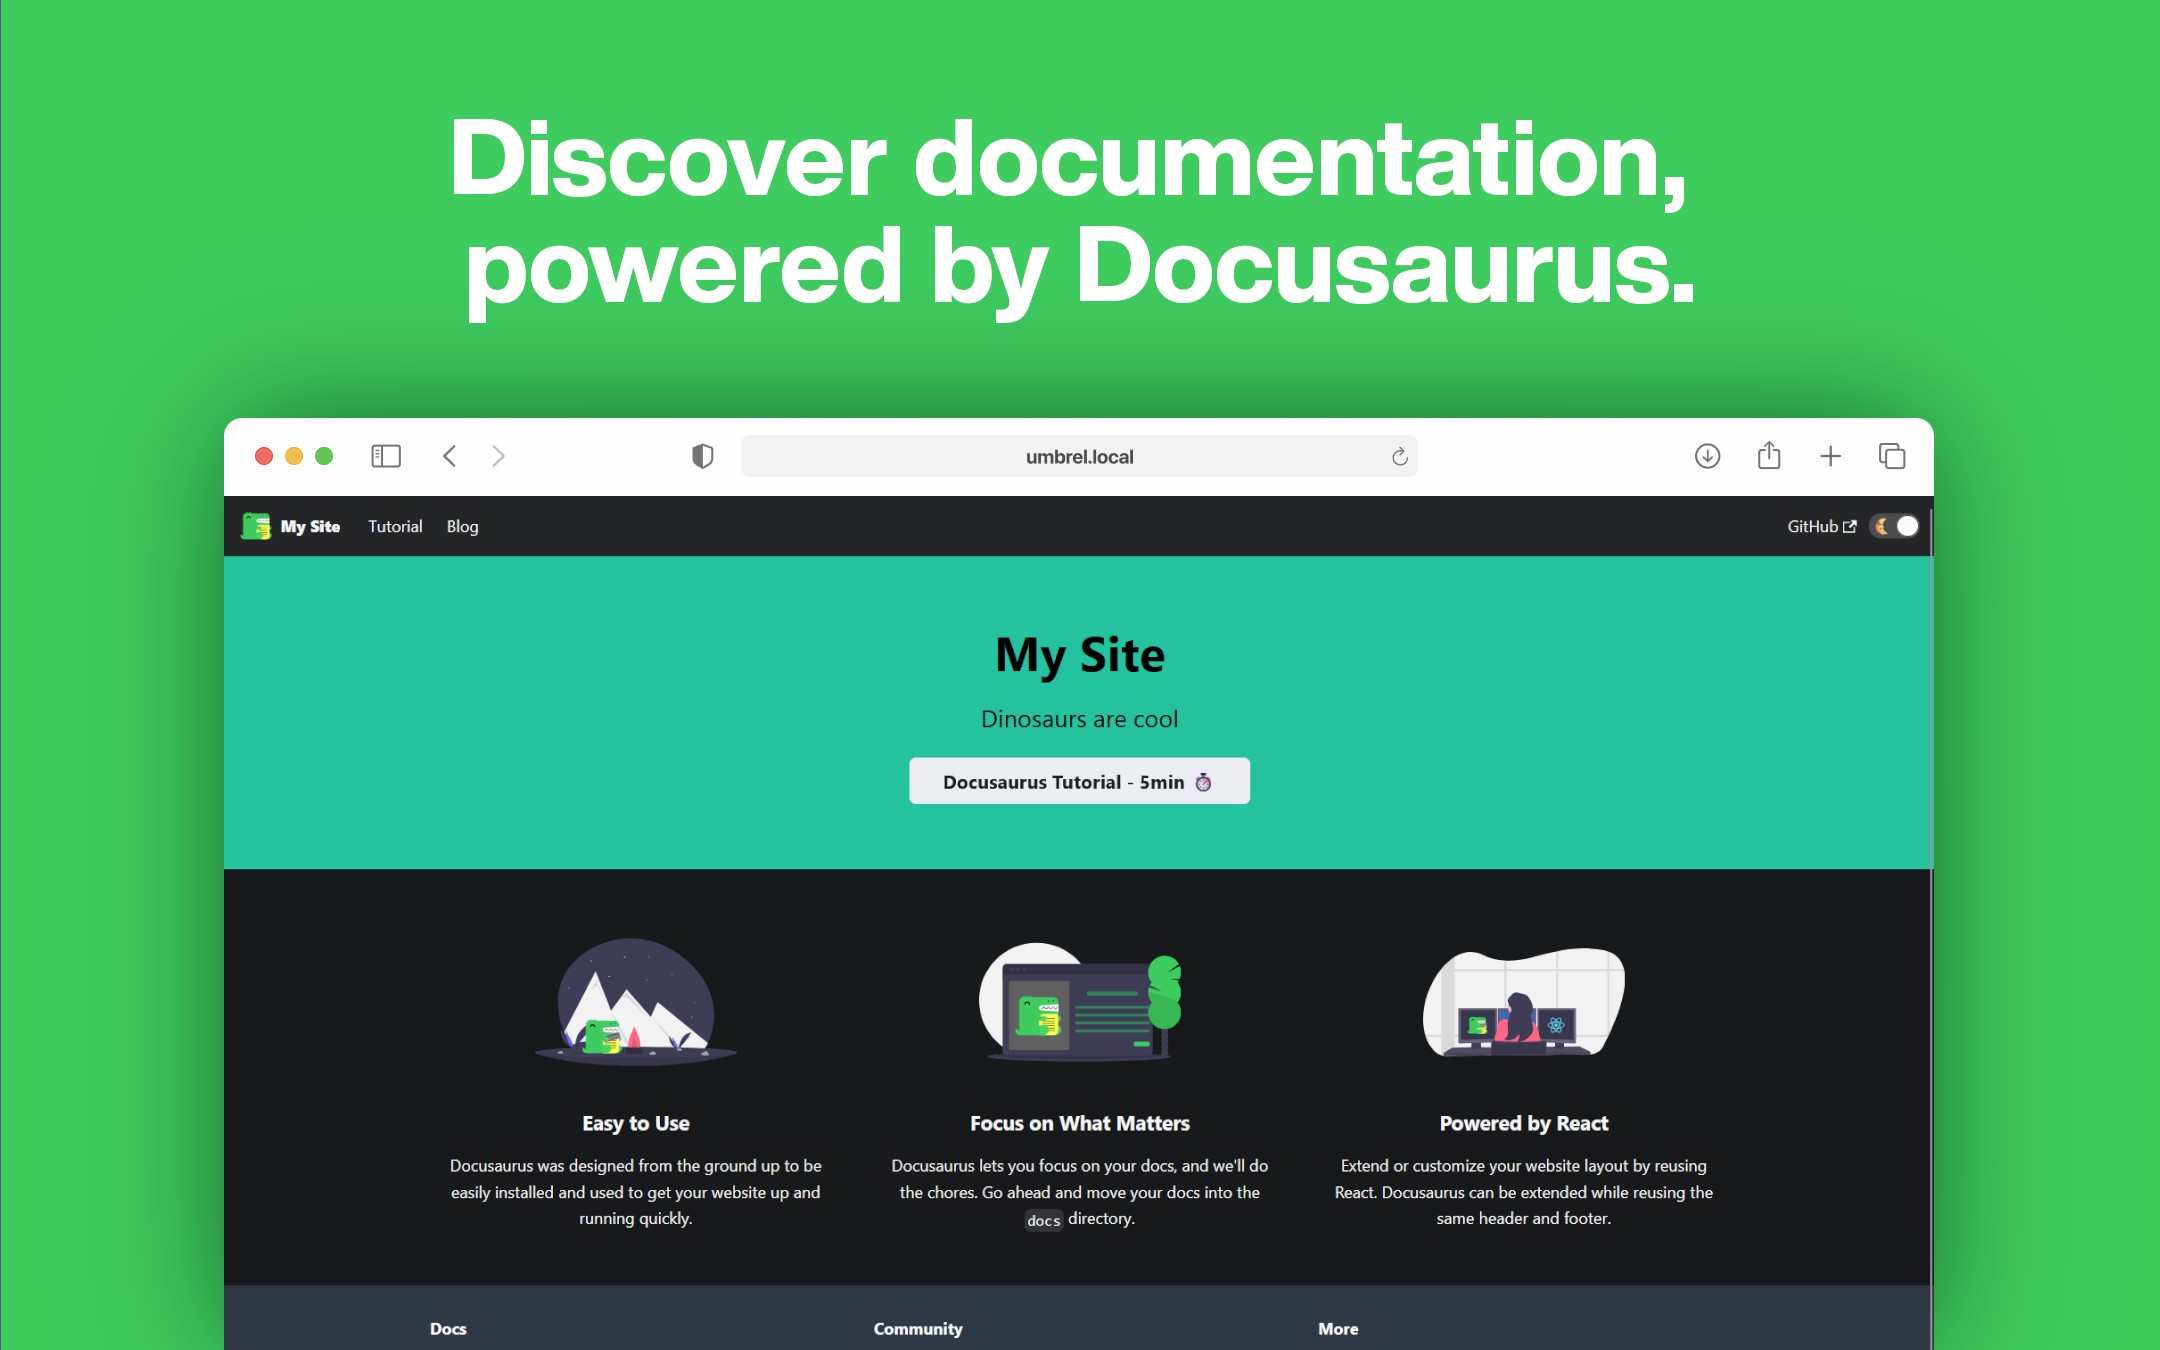 Discover documentation,
powered by Docusaurus.
umbrel.local
My Site
Tutorial
Blog
GitHub
My Site
Dinosaurs are cool
Docusaurus Tutorial - 5min ⏱️
Easy to Use
Docusaurus was designed from the ground up to be
easily installed and used to get your website up and
running quickly.
Focus on What Matters
Docusaurus lets you focus on your docs, and we'll do
the chores. Go ahead and move your docs into the
docs directory.
Powered by React
Extend or customize your website layout by reusing
React. Docusaurus can be extended while reusing the
same header and footer.
Docs
Community
More